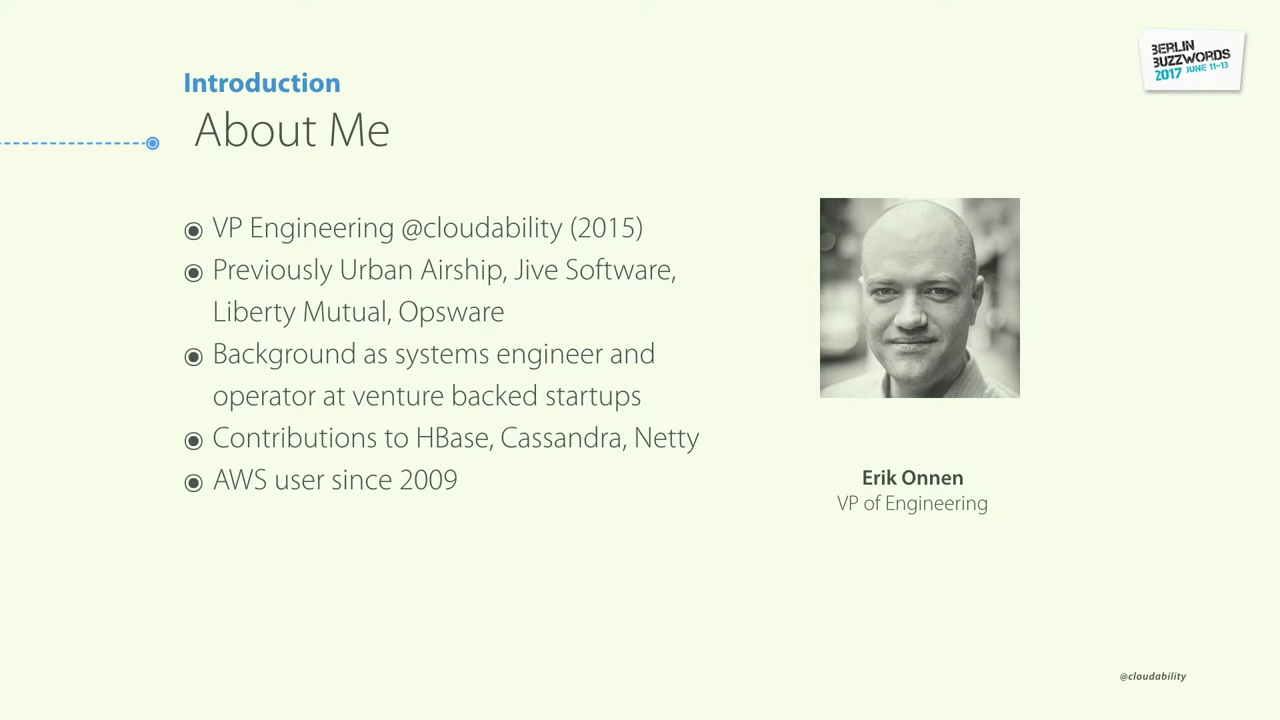 BERLIN
BUZZWORDS
2017 JUNE 11-13
Introduction
About Me
VP Engineering @cloudability (2015)
Previously Urban Airship, Jive Software,
Liberty Mutual, Opsware
Background as systems engineer and
operator at venture backed startups
Contributions to HBase, Cassandra, Netty
AWS user since 2009
Erik Onnen
VP of Engineering
@cloudability